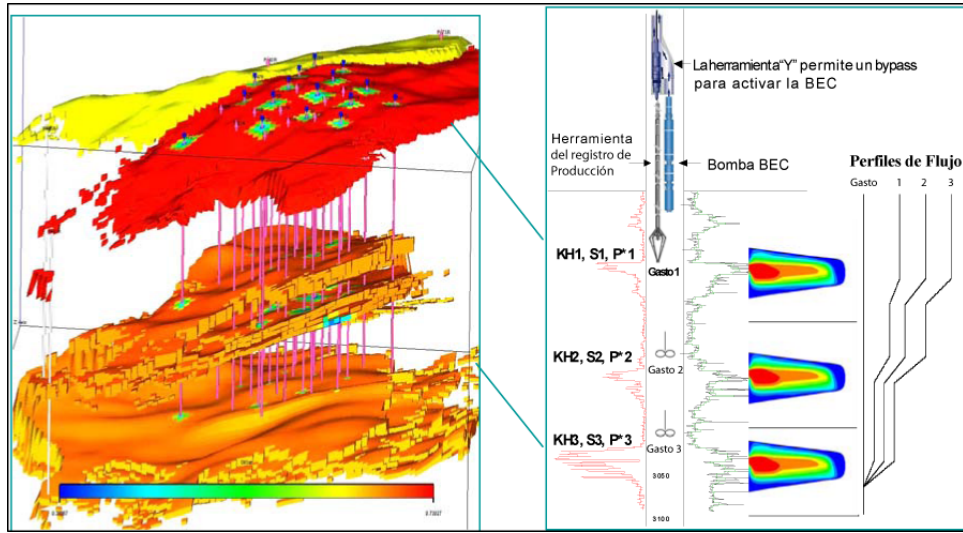 La herramienta "Y" permite un bypass
para activar la BEC
Herramienta
del registro de
Producción
Bomba BEC
Perfiles de Flujo
Gasto 1 2 3
KH1, S1, P*1
Gasto 1
KH2, S2, P*2
Gasto 2
KH3, S3, P*3
Gasto 3
3050
3100